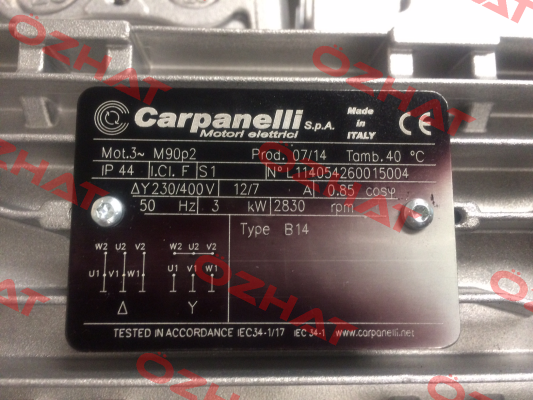 Carpanelli S.p.A.
Motori elettrici
Made in ITALY
CE
Mot.3~ M90p2 Prod. 07/14 Tamb. 40 °C
IP 44 I.Cl. F S1 N° L114054260015004
ΔY 230/400 V 12/7 A 0.85 cosφ
50 Hz 3 kW 2830 rpm
Type B14
W2 U2 V2 W2 U2 V2
U1 V1 W1 U1 V1 W1
Δ Y
TESTED IN ACCORDANCE IEC34-1/17 IEC 34-1 www.carpanelli.net
OZHAT
OZHAT
OZHAT
OZHAT
OZHAT
OZHAT
OZHAT